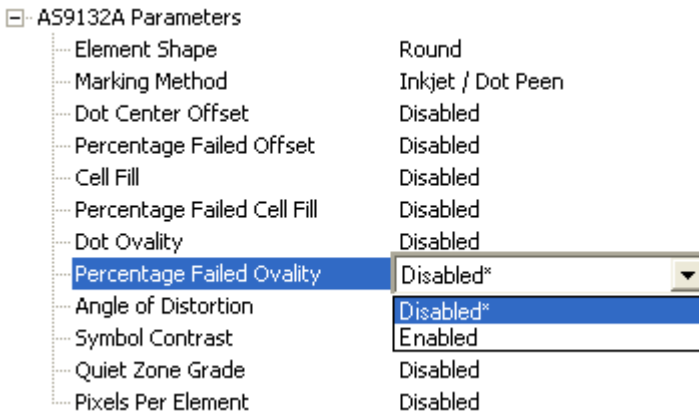 AS9132A Parameters
Element Shape Round
Marking Method Inkjet / Dot Peen
Dot Center Offset Disabled
Percentage Failed Offset Disabled
Cell Fill Disabled
Percentage Failed Cell Fill Disabled
Dot Ovality Disabled
Percentage Failed Ovality Disabled*
Angle of Distortion Disabled*
Symbol Contrast Enabled
Quiet Zone Grade Disabled
Pixels Per Element Disabled